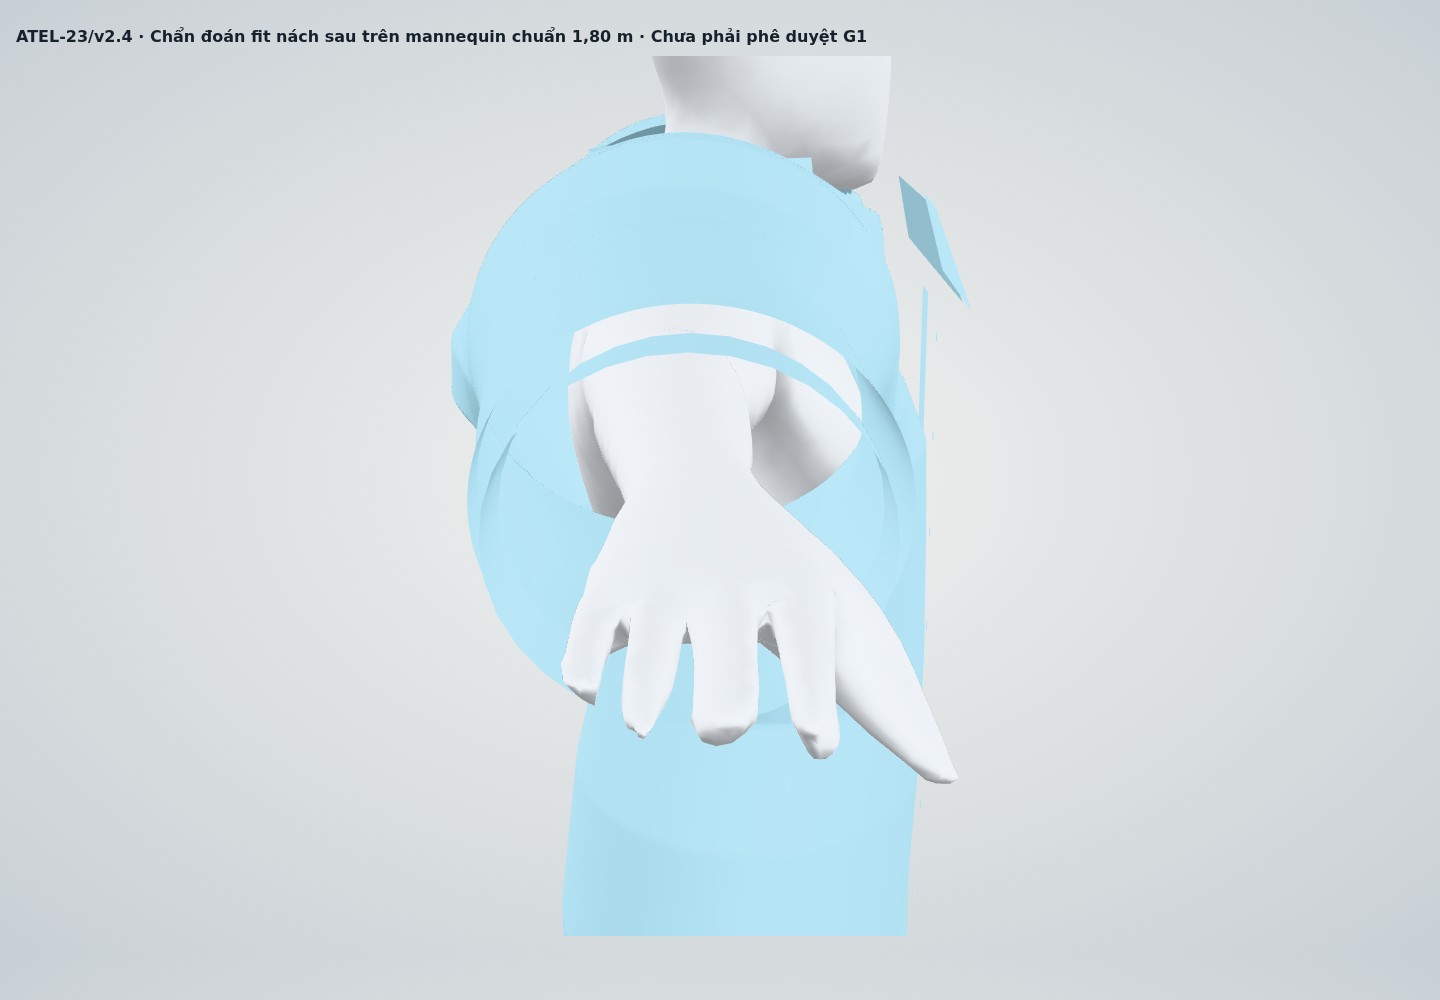 ATEL-23/v2.4 · Chẩn đoán fit nách sau trên mannequin chuẩn 1,80 m · Chưa phải phê duyệt G1